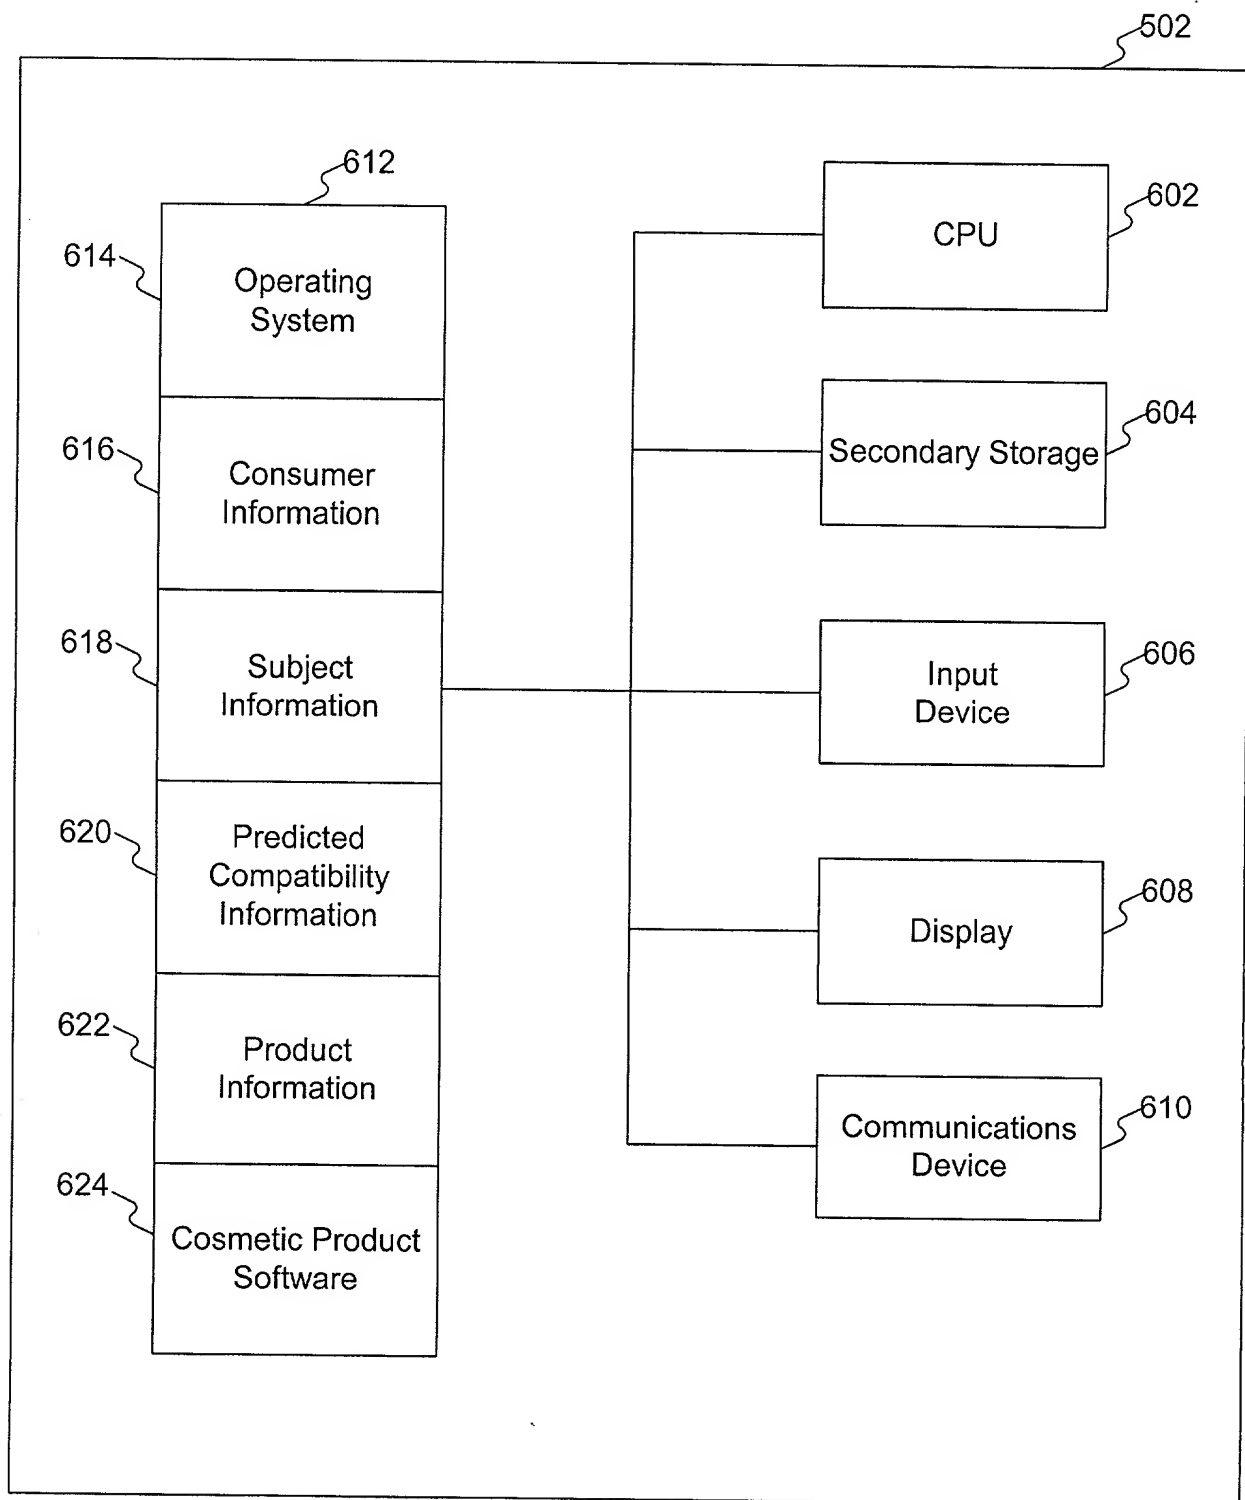 502
612
614
Operating
System
616
Consumer
Information
618
Subject
Information
620
Predicted
Compatibility
Information
622
Product
Information
624
Cosmetic Product
Software
602
CPU
604
Secondary Storage
606
Input
Device
608
Display
610
Communications
Device